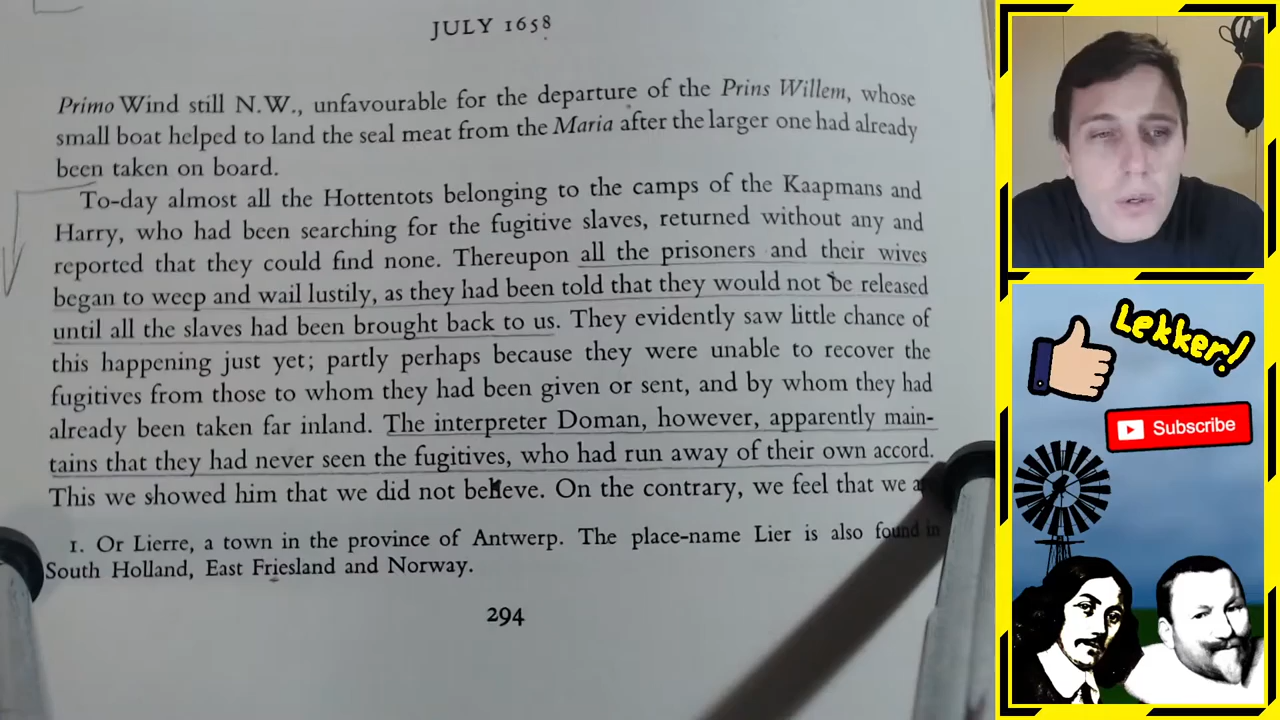 JULY 1658
Primo Wind still N.W., unfavourable for the departure of the Prins Willem, whose
small boat helped to land the seal meat from the Maria after the larger one had already
been taken on board.
To-day almost all the Hottentots belonging to the camps of the Kaapmans and
Harry, who had been searching for the fugitive slaves, returned without any and
reported that they could find none. Thereupon all the prisoners and their wives
began to weep and wail lustily, as they had been told that they would not be released
until all the slaves had been brought back to us. They evidently saw little chance of
this happening just yet; partly perhaps because they were unable to recover the
fugitives from those to whom they had been given or sent, and by whom they had
already been taken far inland. The interpreter Doman, however, apparently main-
tains that they had never seen the fugitives, who had run away of their own accord.
This we showed him that we did not believe. On the contrary, we feel that we
1. Or Lierre, a town in the province of Antwerp. The place-name Lier is also found in
South Holland, East Friesland and Norway.
294
Lekker!
Subscribe